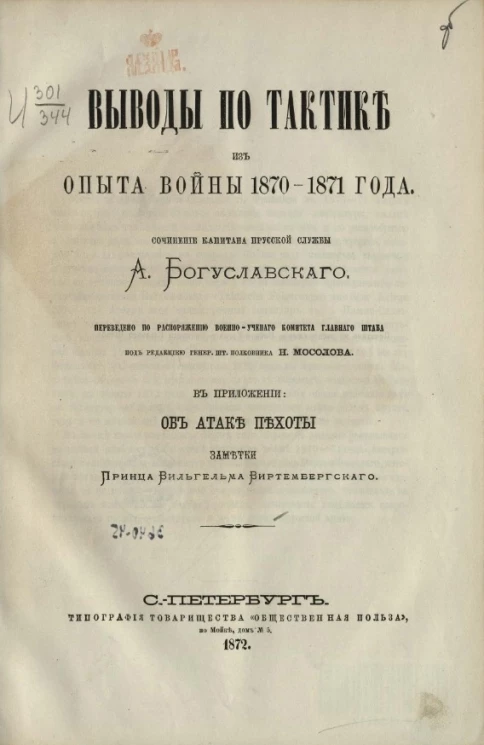 И 301
344
ВЫВОДЫ ПО ТАКТИКѢ
ИЗЪ
ОПЫТА ВОЙНЫ 1870–1871 ГОДА.
СОЧИНЕНІЕ КАПИТАНА ПРУССКОЙ СЛУЖБЫ
А. БОГУСЛАВСКАГО.
ПЕРЕВЕДЕНО ПО РАСПОРЯЖЕНІЮ ВОЕННО-УЧЕНАГО КОМИТЕТА ГЛАВНАГО ШТАБА
ПОДЪ РЕДАКЦІЕЮ ГЕНЕР. ШТ. ПОЛКОВНИКА Н. МОСОЛОВА.
ВЪ ПРИЛОЖЕНІИ:
ОБЪ АТАКѢ ПѢХОТЫ
ЗАМѢТКИ
ПРИНЦА ВИЛЬГЕЛЬМА ВИРТЕМБЕРГСКАГО.
С.-ПЕТЕРБУРГЪ.
ТИПОГРАФІЯ ТОВАРИЩЕСТВА «ОБЩЕСТВЕННАЯ ПОЛЬЗА»,
по Мойкѣ, домъ № 5.
1872.